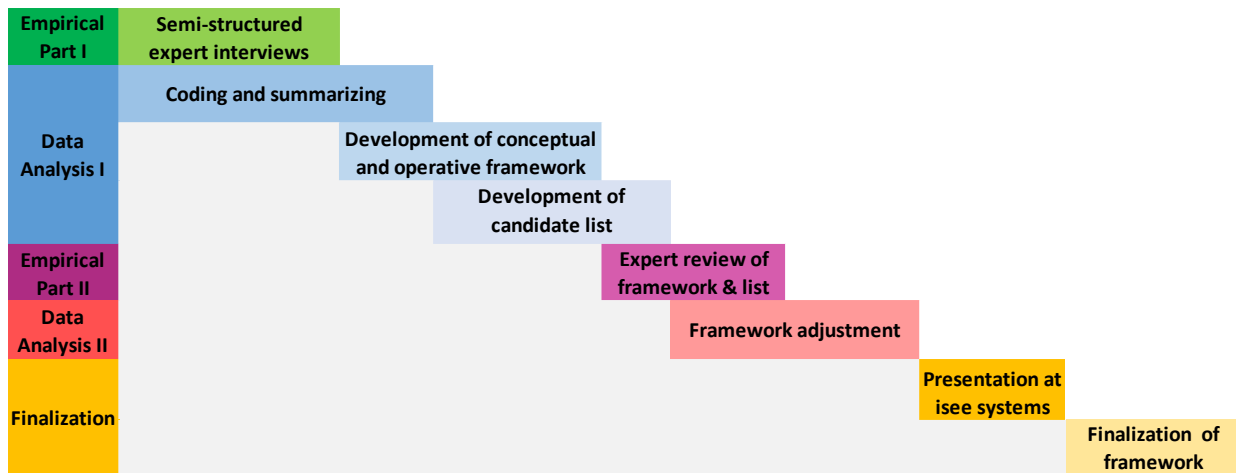 Empirical
Part I
Semi-structured
expert interviews
Coding and summarizing
Data
Analysis I
Development of conceptual
and operative framework
Development of
candidate list
Empirical
Part II
Expert review of
framework & list
Data
Analysis II
Framework adjustment
Finalization
Presentation at
isee systems
Finalization of
framework